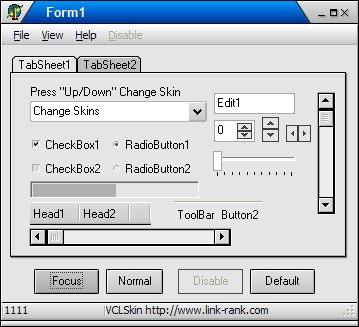 Form1
File View Help Disable
TabSheet1 TabSheet2
Press "Up/Down" Change Skin
Change Skins
Edit1
0
CheckBox1 RadioButton1
CheckBox2 RadioButton2
Head1 Head2
ToolBar Button2
Focus Normal Disable Default
1111 VCLSkin http://www.link-rank.com